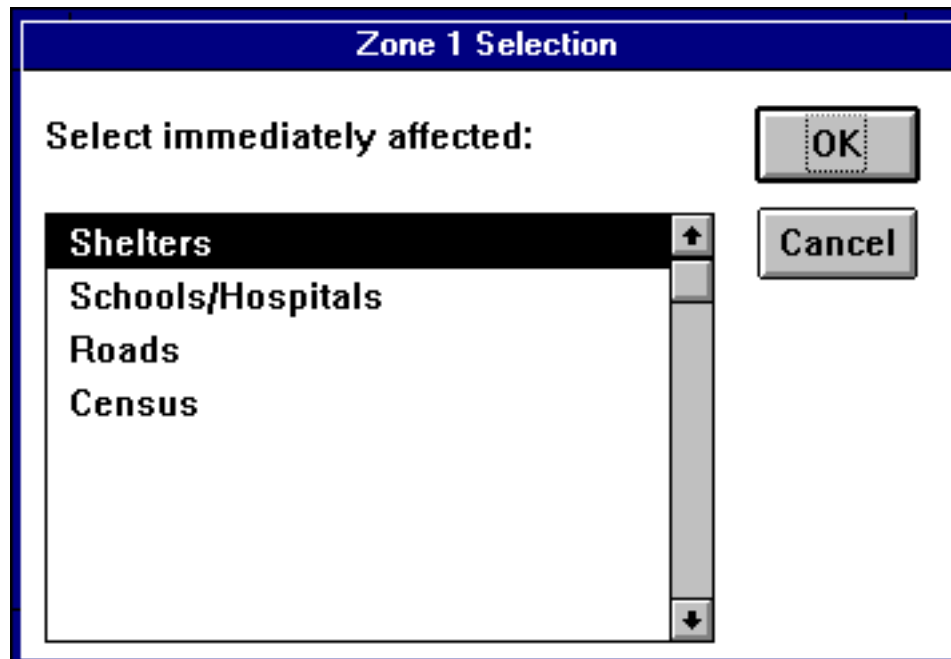 Zone 1 Selection
Select immediately affected:
OK
Cancel
Shelters
Schools/Hospitals
Roads
Census